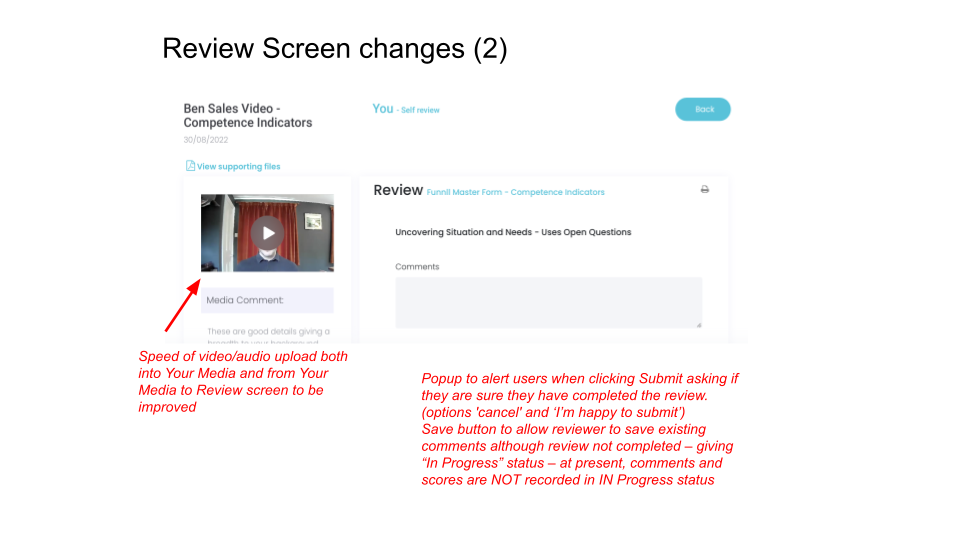 Review Screen changes (2)
Ben Sales Video -
Competence Indicators
30/08/2022
You - Self review
Back
View supporting files
Review Funnll Master Form - Competence Indicators
Uncovering Situation and Needs - Uses Open Questions
Comments
Media Comment:
These are good details giving a
breadth to your background
Speed of video/audio upload both
into Your Media and from Your
Media to Review screen to be
improved
Popup to alert users when clicking Submit asking if
they are sure they have completed the review.
(options 'cancel' and ‘I’m happy to submit’)
Save button to allow reviewer to save existing
comments although review not completed – giving
“In Progress” status – at present, comments and
scores are NOT recorded in IN Progress status